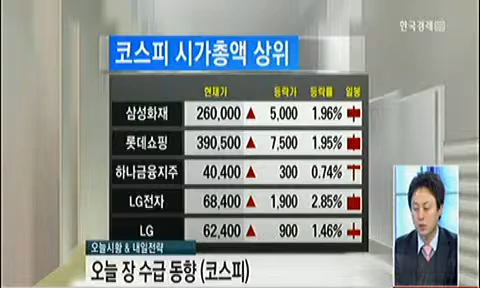 한국경제
코스피 시가총액 상위
현재가 등락가 등락률 일봉
삼성화재 260,000 ▲ 5,000 1.96%
롯데쇼핑 390,500 ▲ 7,500 1.95%
하나금융지주 40,400 ▲ 300 0.74%
LG전자 68,400 ▲ 1,900 2.85%
LG 62,400 ▲ 900 1.46%
오늘시황 & 내일전략
오늘 장 수급 동향 (코스피)